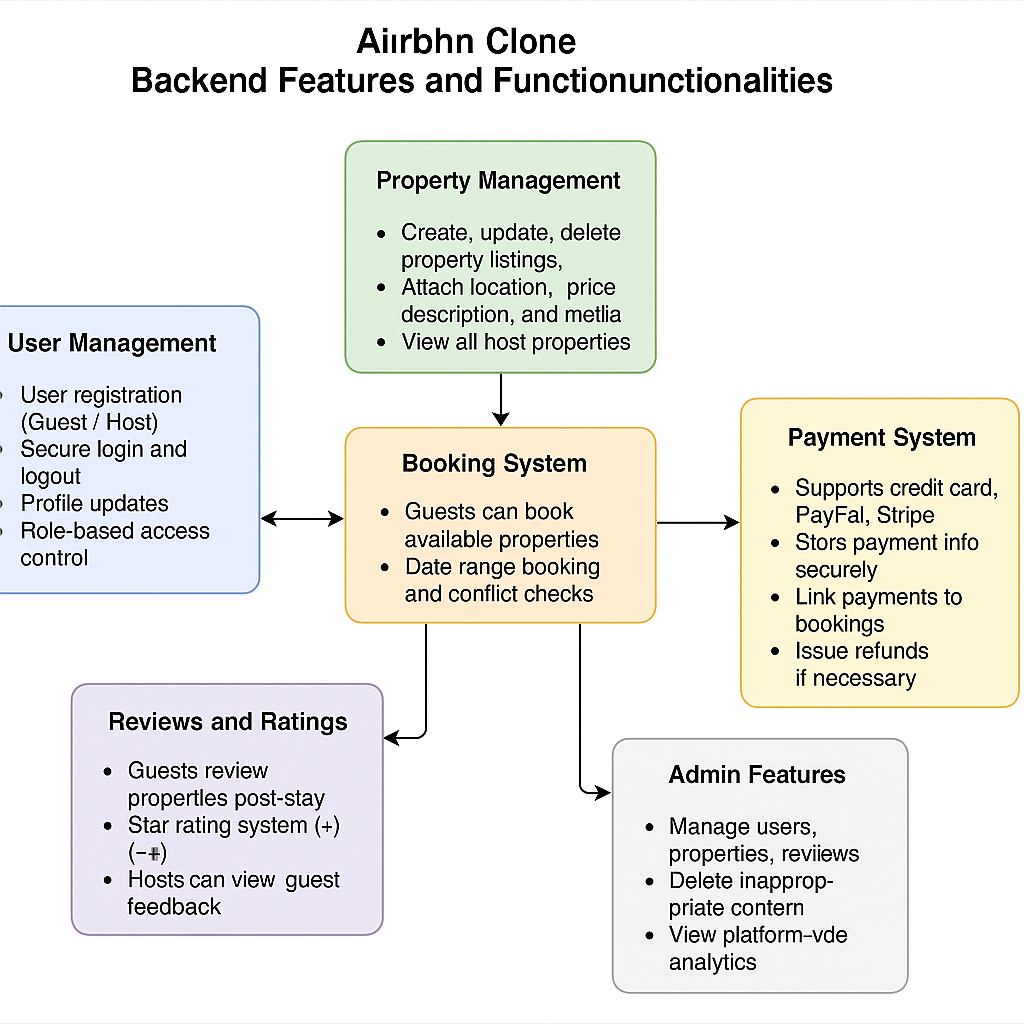 Aiırbhn Clone
Backend Features and Functionunctionalities
Property Management
• Create, update, delete
property listings,
• Attach location, price
description, and metlia
• View all host properties
User Management
• User registration
(Guest / Host)
• Secure login and
logout
• Profile updates
• Role-based access
control
Booking System
• Guests can book
available properties
• Date range booking
and conflict checks
Payment System
• Supports credit card,
PayFal, Stripe
• Stors payment info
securely
• Link payments to
bookings
• Issue refunds
if necessary
Reviews and Ratings
• Guests review
propertles post-stay
• Star rating system (+)
• Hosts can view guest
feedback
Admin Features
• Manage users,
properties, reviiews
• Delete inapprop-
priate contern
• View platform–vde
analytics